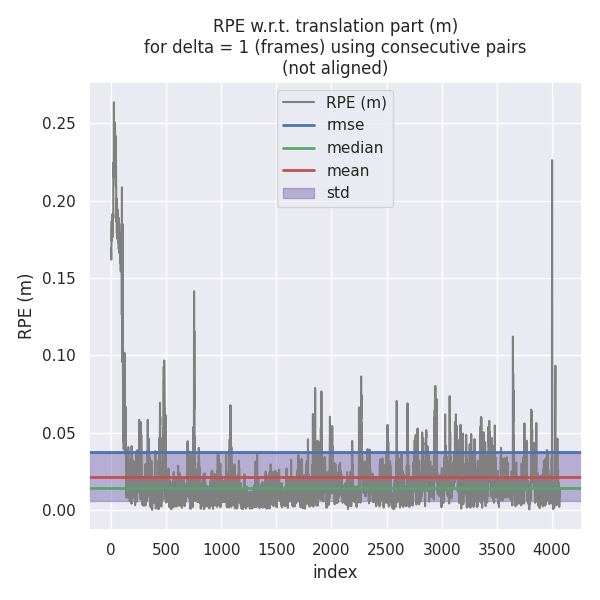 RPE w.r.t. translation part (m)
for delta = 1 (frames) using consecutive pairs
(not aligned)
RPE (m)
rmse
median
mean
std
RPE (m)
0.25
0.20
0.15
0.10
0.05
0.00
0 500 1000 1500 2000 2500 3000 3500 4000
index